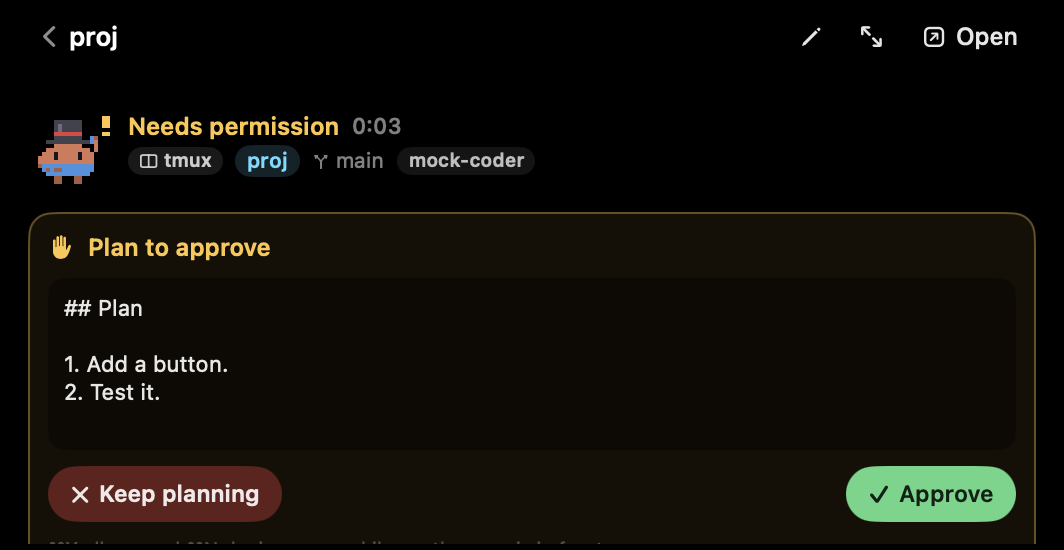 proj
Open
Needs permission 0:03
tmux proj main mock-coder
Plan to approve
## Plan
1. Add a button.
2. Test it.
Keep planning
Approve